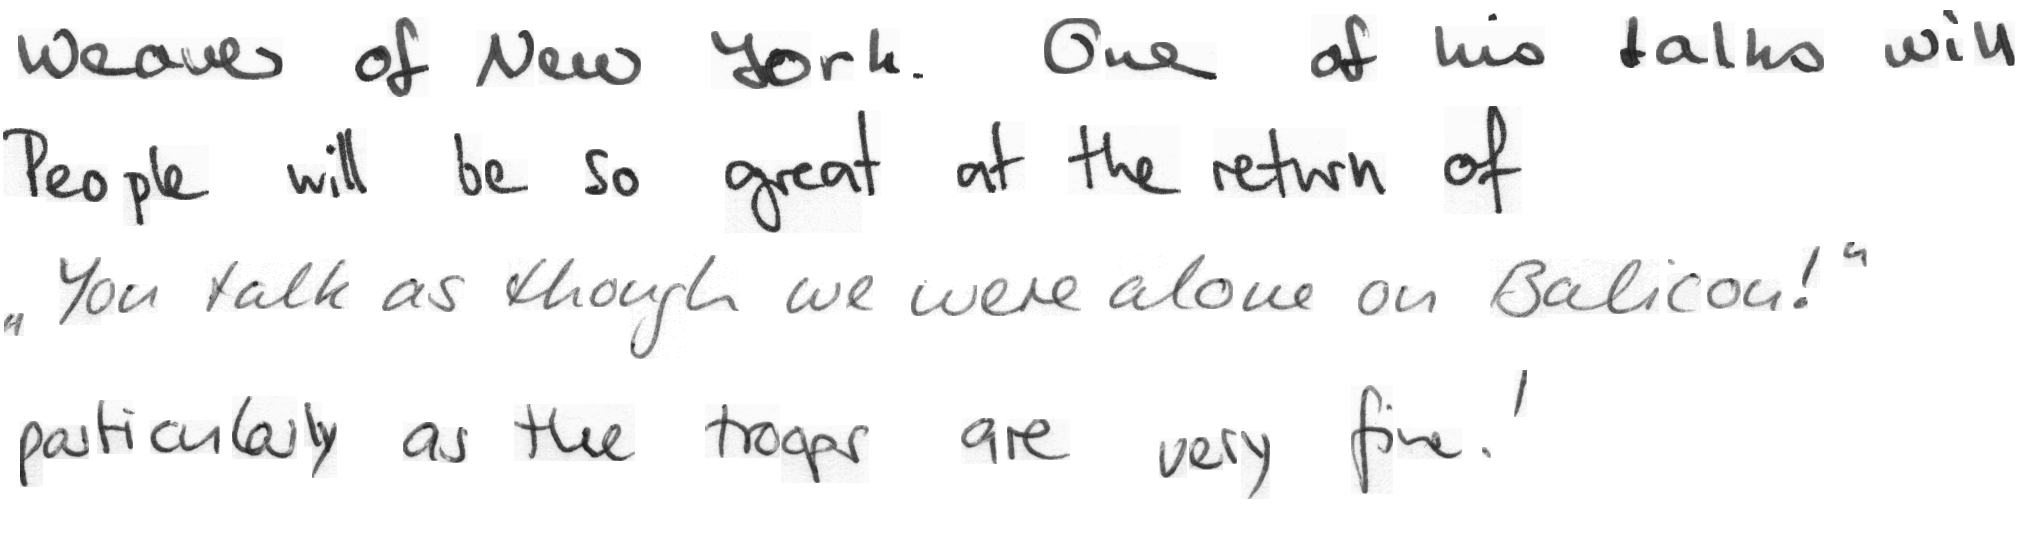 Weaver of New York. One of his talks will
People will be so great at the return of
"You talk as though we were alone on Balicon!"
particularly as the troops are very fine!